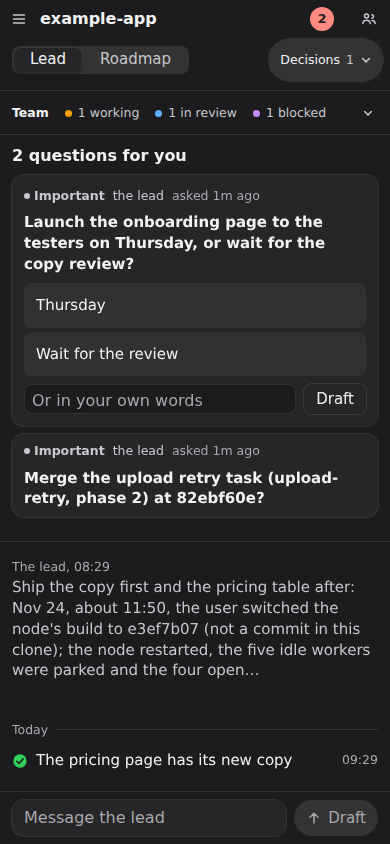 example-app
2
Lead
Roadmap
Decisions 1
Team
1 working
1 in review
1 blocked
2 questions for you
Important the lead asked 1m ago
Launch the onboarding page to the
testers on Thursday, or wait for the
copy review?
Thursday
Wait for the review
Or in your own words
Draft
Important the lead asked 1m ago
Merge the upload retry task (upload-
retry, phase 2) at 82ebf60e?
The lead, 08:29
Ship the copy first and the pricing table after:
Nov 24, about 11:50, the user switched the
node's build to e3ef7b07 (not a commit in this
clone); the node restarted, the five idle workers
were parked and the four open…
Today
The pricing page has its new copy
09:29
Message the lead
Draft